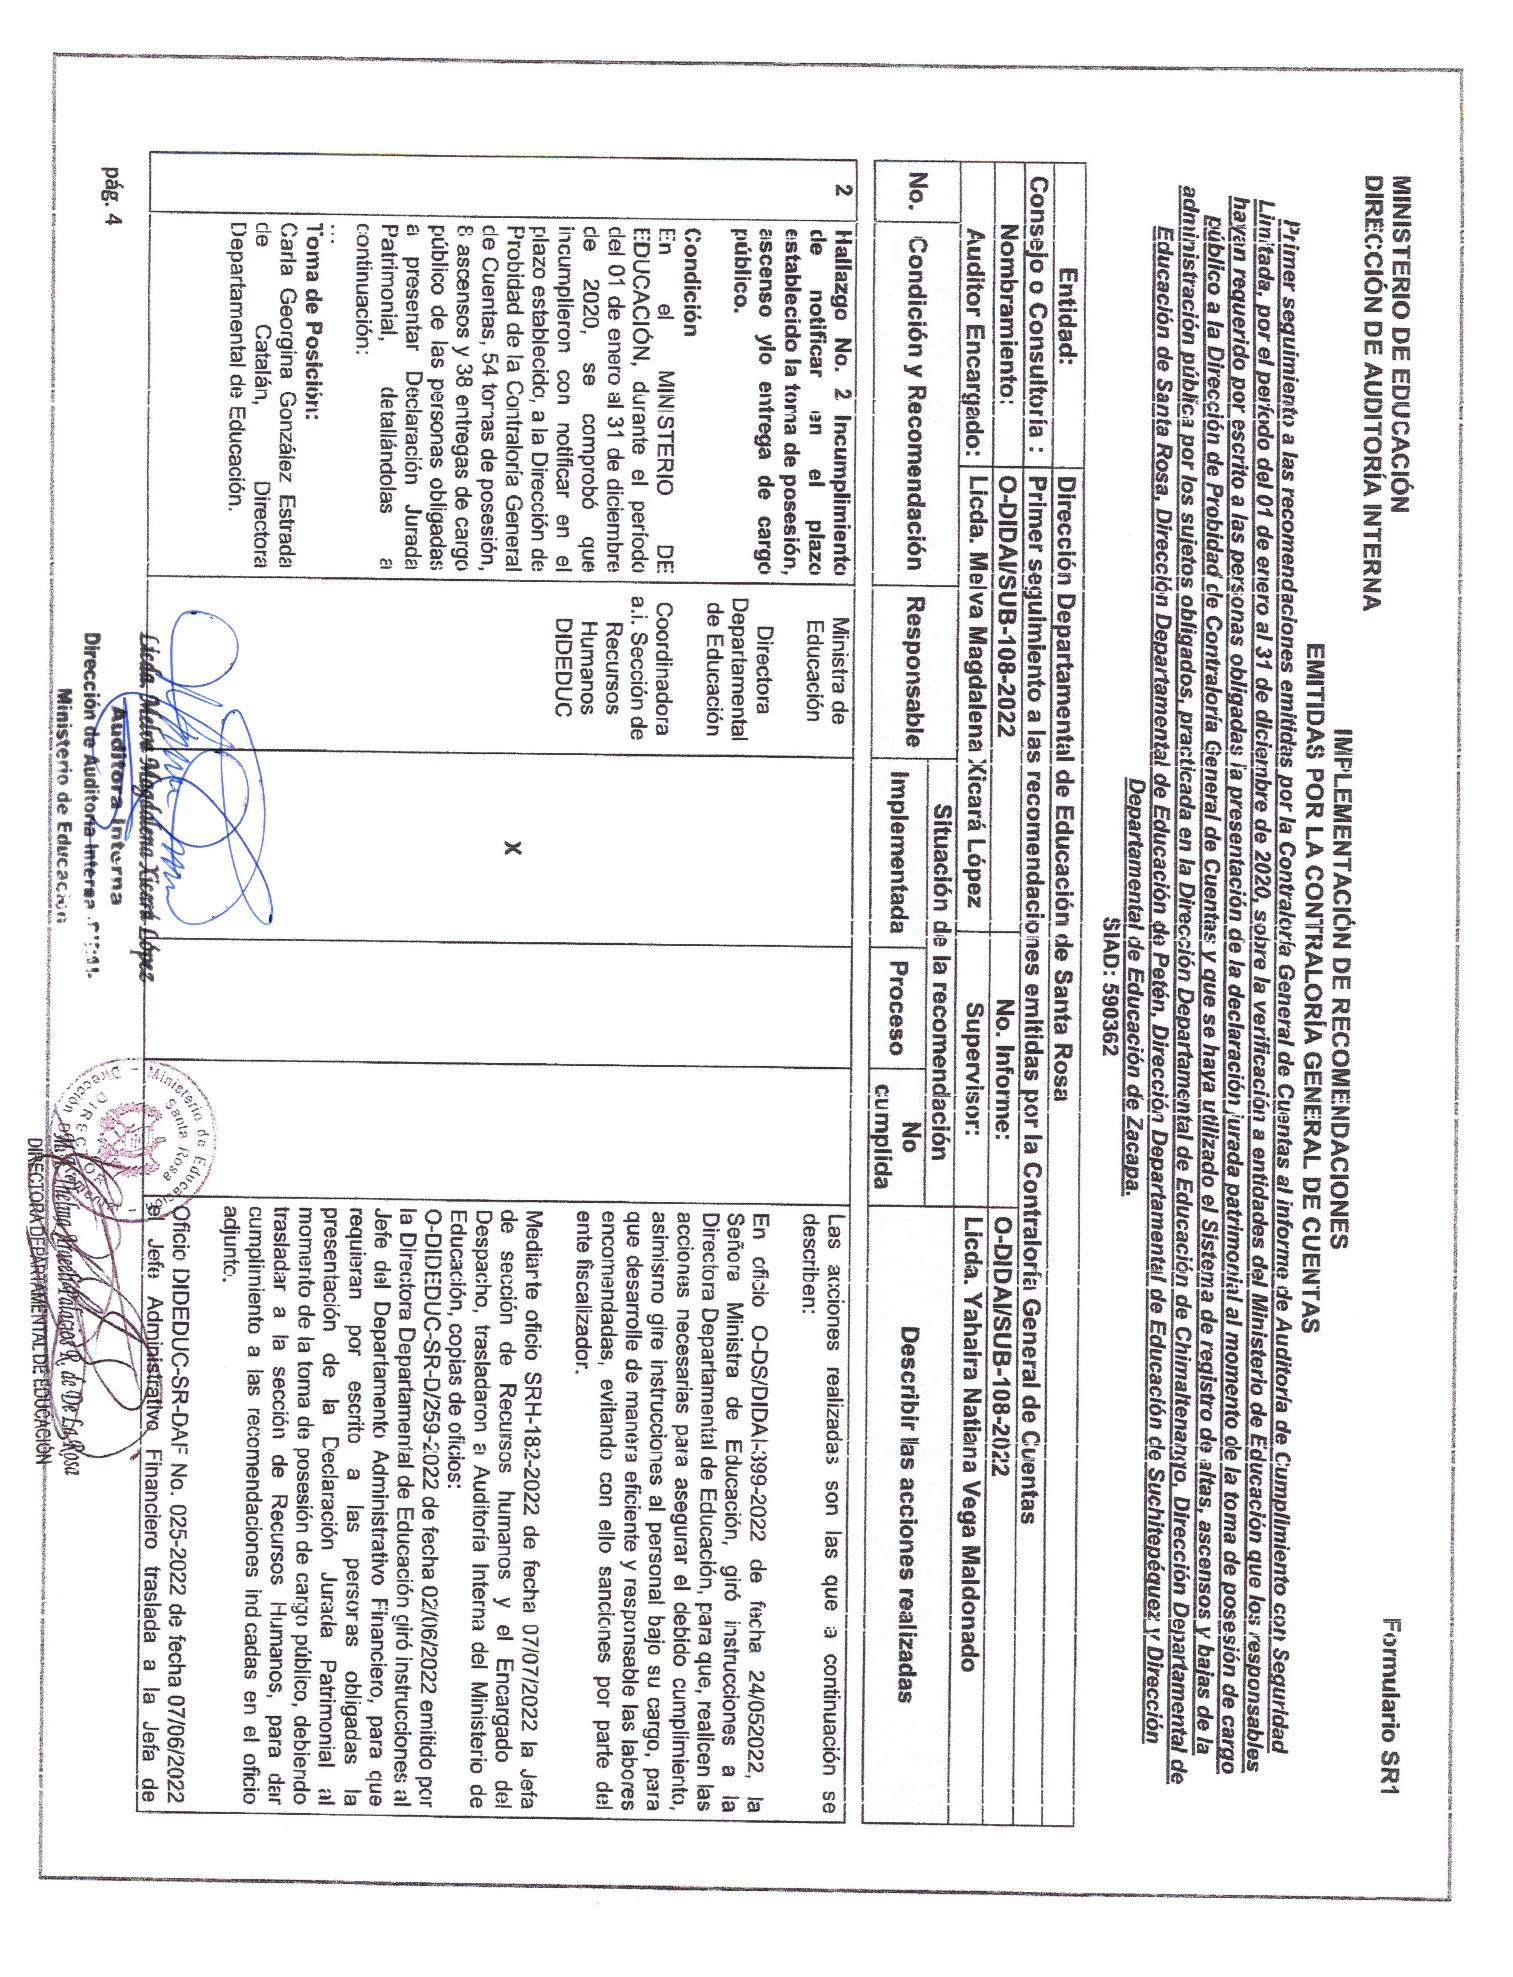 MINISTERIO DE EDUCACIÓN
DIRECCIÓN DE AUDITORÍA INTERNA
Formulario SR1
IMPLEMENTACIÓN DE RECOMENDACIONES
EMITIDAS POR LA CONTRALORÍA GENERAL DE CUENTAS
Primer seguimiento a las recomendaciones emitidas por la Contraloría General de Cuentas al informe de Auditoría de Cumplimiento con Seguridad
Limitada, por el período del 01 de enero al 31 de diciembre de 2020, sobre la verificación a entidades del Ministerio de Educación que los responsables
hayan requerido por escrito a las personas obligadas la presentación de la declaración jurada patrimonial al momento de la toma de posesión de cargo
público a la Dirección de Probidad de Contraloría General de Cuentas y que se haya utilizado el Sistema de registro de altas, ascensos y bajas de la
administración pública por los sujetos obligados, practicada en la Dirección Departamental de Educación de Chimaltenango, Dirección Departamental de
Educación de Santa Rosa, Dirección Departamental de Educación de Petén, Dirección Departamental de Educación de Suchitepéquez y Dirección
Departamental de Educación de Zacapa.
SIAD: 590362
Entidad: Dirección Departamental de Educación de Santa Rosa
Consejo o Consultoría : Primer seguimiento a las recomendaciones emitidas por la Contraloría General de Cuentas
Nombramiento: O-DIDAI/SUB-108-2022 No. Informe: O-DIDAI/SUB-108-2022
Auditor Encargado: Licda. Melva Magdalena Xicará López Supervisor: Licda. Yahaira Natiana Vega Maldonado
No. Condición y Recomendación Responsable Situación de la recomendación Describir las acciones realizadas
Implementada Proceso No
cumplida
2
Hallazgo No. 2 Incumplimiento
de notificar en el plazo
establecido la toma de posesión,
ascenso y/o entrega de cargo
público.
Condición
En el MINISTERIO DE
EDUCACIÓN, durante el período
del 01 de enero al 31 de diciembre
de 2020, se comprobó que
incumplieron con notificar en el
plazo establecido, a la Dirección de
Probidad de la Contraloría General
de Cuentas, 54 tomas de posesión,
8 ascensos y 38 entregas de cargo
público de las personas obligadas
a presentar Declaración Jurada
Patrimonial, detallándolas a
continuación:
...
Toma de Posición:
Carla Georgina González Estrada
de Catalán, Directora
Departamental de Educación.
Ministra de
Educación
Directora
Departamental
de Educación
Coordinadora
a.i. Sección de
Recursos
Humanos
DIDEDUC
X
Las acciones realizadas son las que a continuación se
describen:
En oficio O-DS/DIDAI-399-2022 de fecha 24/052022, la
Señora Ministra de Educación, giró instrucciones a la
Directora Departamental de Educación, para que, realicen las
acciones necesarias para asegurar el debido cumplimiento,
asimismo gire instrucciones al personal bajo su cargo, para
que desarrolle de manera eficiente y responsable las labores
encomendadas, evitando con ello sanciones por parte del
ente fiscalizador.
Mediante oficio SRH-182-2022 de fecha 07/07/2022 la Jefa
de sección de Recursos humanos y el Encargado del
Despacho, trasladaron a Auditoría Interna del Ministerio de
Educación, copias de oficios:
O-DIDEDUC-SR-D/259-2022 de fecha 02/06/2022 emitido por
la Directora Departamental de Educación giró instrucciones al
Jefe del Departamento Administrativo Financiero, para que
requieran por escrito a las personas obligadas la
presentación de la Declaración Jurada Patrimonial al
momento de la toma de posesión de cargo público, debiendo
trasladar a la sección de Recursos Humanos, para dar
cumplimiento a las recomendaciones indicadas en el oficio
adjunto.
Oficio DIDEDUC-SR-DAF No. 025-2022 de fecha 07/06/2022
el Jefe Administrativo Financiero traslada a la Jefa de
Licda. Melva Magdalena Xicará López
Auditora Interna
Dirección de Auditoría Interna
Ministerio de Educación
Ministerio de Educación
Santa Rosa
DIRECTOR
de De La Rosa
DIRECTORA DEPARTAMENTAL DE EDUCACIÓN
pág. 4